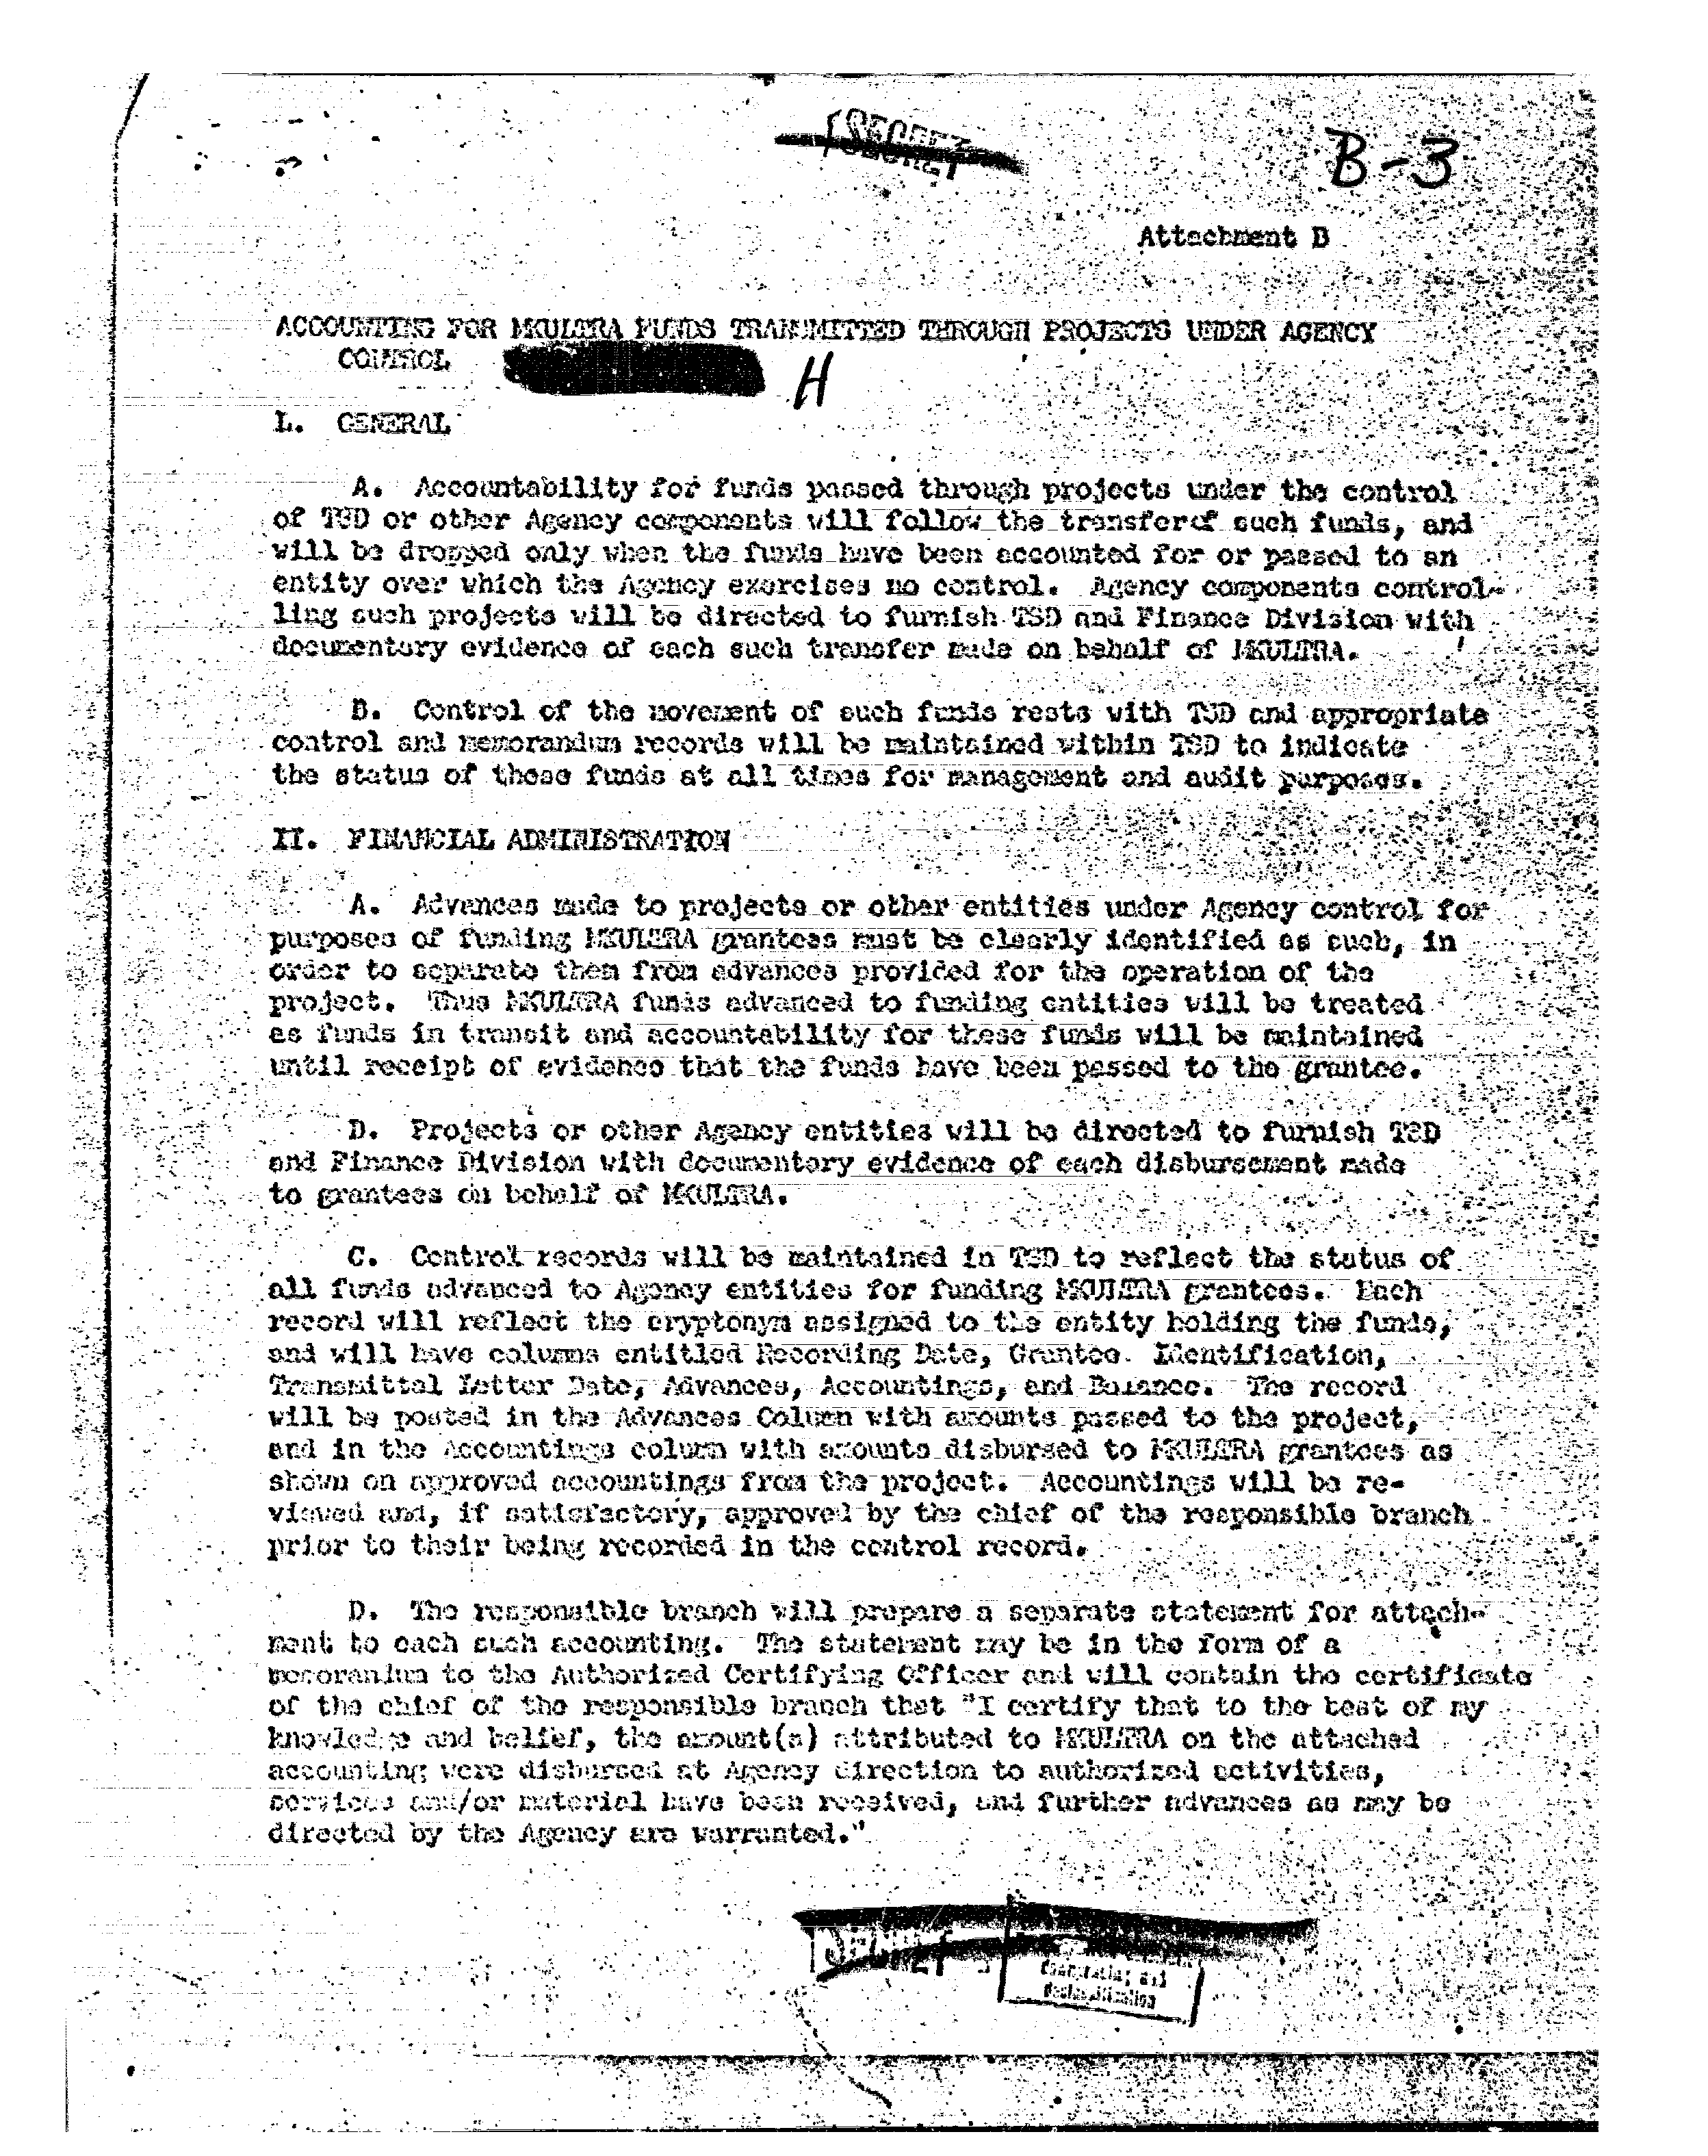 SECRET
B-3
Attachment B
ACCOUNTING FOR MKULTRA FUNDS TRANSMITTED THROUGH PROJECTS UNDER AGENCY
CONTROL H
I. GENERAL
A. Accountability for funds passed through projects under the control
of TSD or other Agency components will follow the transferof such funds, and
will be dropped only when the funds have been accounted for or passed to an
entity over which the Agency exercises no control. Agency components control-
ling such projects will be directed to furnish TSD and Finance Division with
documentary evidence of each such transfer made on behalf of MKULTRA.
B. Control of the movement of such funds rests with TSD and appropriate
control and memorandum records will be maintained within TSD to indicate
the status of these funds at all times for management and audit purposes.
II. FINANCIAL ADMINISTRATION
A. Advances made to projects or other entities under Agency control for
purposes of funding MKULTRA grantees must be clearly identified as such, in
order to separate them from advances provided for the operation of the
project. Thus MKULTRA funds advanced to funding entities will be treated
as funds in transit and accountability for these funds will be maintained
until receipt of evidence that the funds have been passed to the grantee.
B. Projects or other Agency entities will be directed to furnish TSD
and Finance Division with documentary evidence of each disbursement made
to grantees on behalf of MKULTRA.
C. Control records will be maintained in TSD to reflect the status of
all funds advanced to Agency entities for funding MKULTRA grantees. Each
record will reflect the cryptonym assigned to the entity holding the funds,
and will have columns entitled Recording Date, Grantee Identification,
Transmittal Letter Date, Advances, Accountings, and Balance. The record
will be posted in the Advances Column with amounts passed to the project,
and in the Accountings column with amounts disbursed to MKULTRA grantees as
shown on approved accountings from the project. Accountings will be re-
viewed and, if satisfactory, approved by the chief of the responsible branch
prior to their being recorded in the control record.
D. The responsible branch will prepare a separate statement for attach-
ment to each such accounting. The statement may be in the form of a
memorandum to the Authorized Certifying Officer and will contain the certificate
of the chief of the responsible branch that "I certify that to the best of my
knowledge and belief, the amount(s) attributed to MKULTRA on the attached
accounting were disbursed at Agency direction to authorized activities,
services and/or material have been received, and further advances as may be
directed by the Agency are warranted."
SECRET
downgrading and
declassification